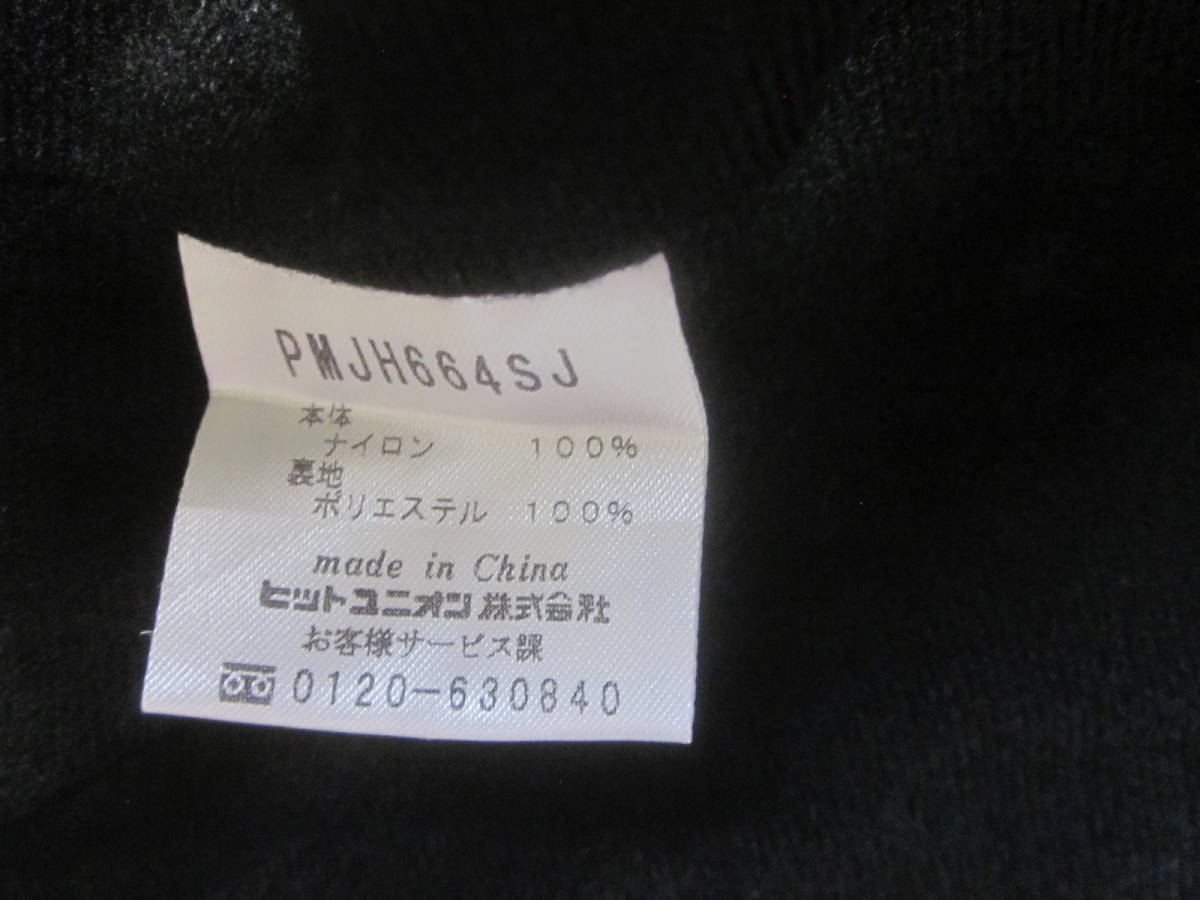 PMJH664SJ
本体
ナイロン 100%
裏地
ポリエステル 100%
made in China
ヒットユニオン株式会社
お客様サービス課
0120-630840